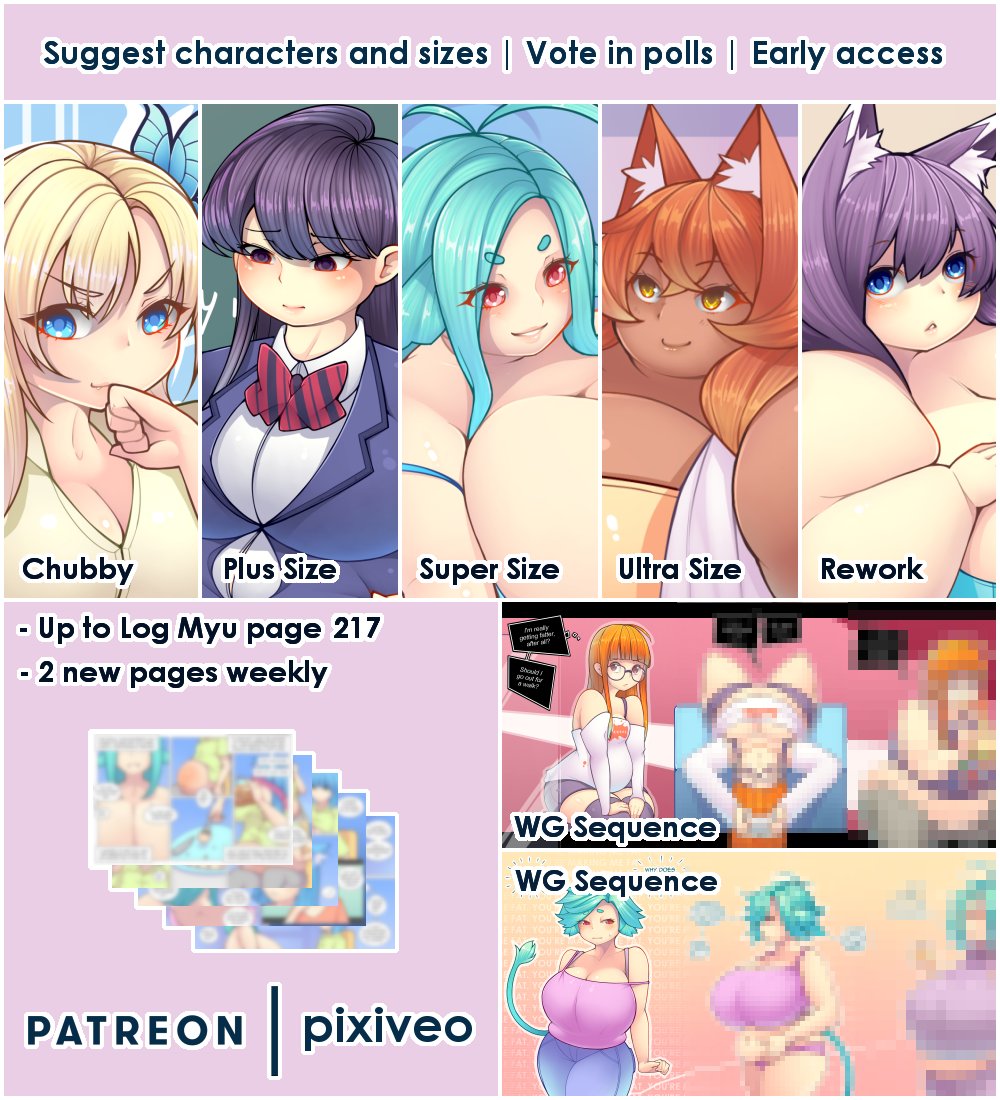 Suggest characters and sizes | Vote in polls | Early access
Chubby
Plus Size
Super Size
Ultra Size
Rework
- Up to Log Myu page 217
- 2 new pages weekly
I'm really
getting fatter,
after all?
Should I
go out for
a walk?
WG Sequence
WHY DOES
WG Sequence
PATREON | pixiveo